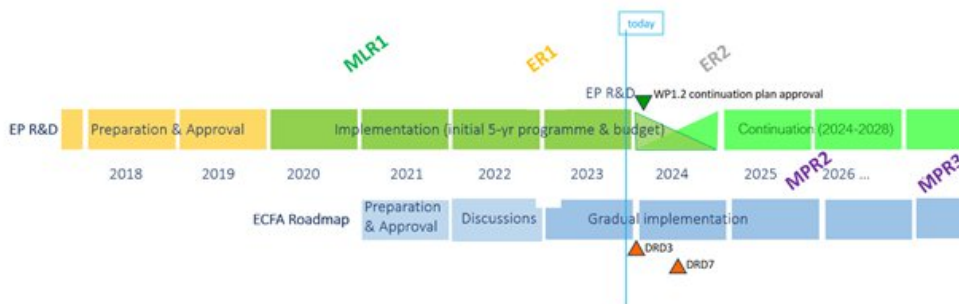 today
MLR1
ER1
ER2
EP R&D
WP1.2 continuation plan approval
EP R&D
Preparation & Approval
Implementation (initial 5-yr programme & budget)
Continuation (2024-2028)
2018
2019
2020
2021
2022
2023
2024
2025
2026 ...
MPR2
MPR3
ECFA Roadmap
Preparation
& Approval
Discussions
Gradual implementation
DRD3
DRD7